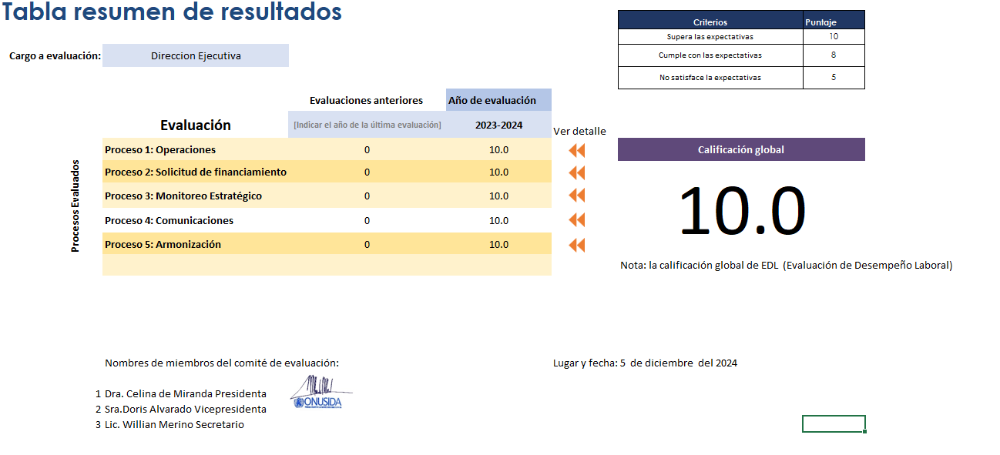 Tabla resumen de resultados
Criterios Puntaje
Supera las expectativas 10
Cumple con las expectativas 8
No satisface la expectativas 5
Cargo a evaluación: Direccion Ejecutiva
Evaluaciones anteriores Año de evaluación
Evaluación [Indicar el año de la última evaluación] 2023-2024
Ver detalle
Procesos Evaluados
Proceso 1: Operaciones 0 10.0
Proceso 2: Solicitud de financiamiento 0 10.0
Proceso 3: Monitoreo Estratégico 0 10.0
Proceso 4: Comunicaciones 0 10.0
Proceso 5: Armonización 0 10.0
Calificación global
10.0
Nota: la calificación global de EDL (Evaluación de Desempeño Laboral)
Nombres de miembros del comité de evaluación:
Lugar y fecha: 5 de diciembre del 2024
1 Dra. Celina de Miranda Presidenta
2 Sra.Doris Alvarado Vicepresidenta
3 Lic. Willian Merino Secretario
ONUSIDA